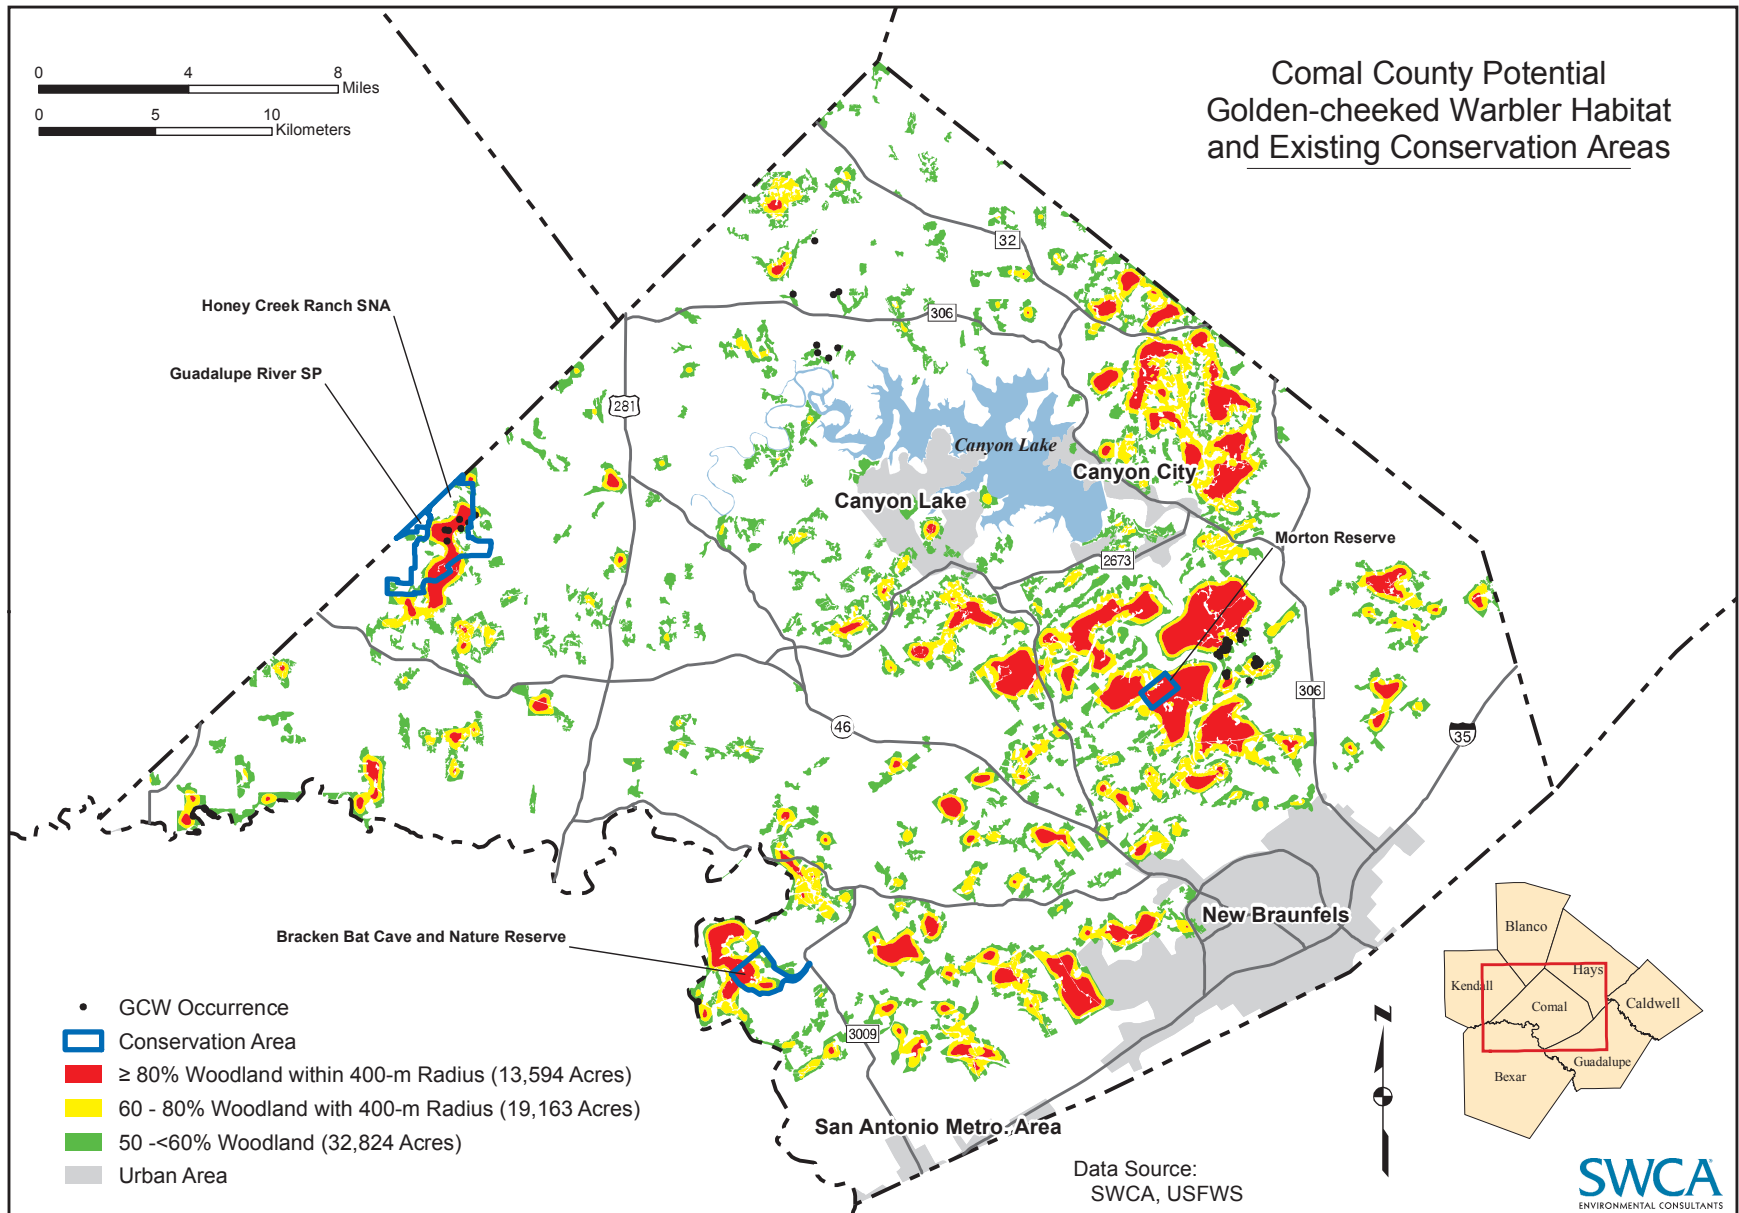 Comal County Potential
Golden-cheeked Warbler Habitat
and Existing Conservation Areas
0 4 8
Miles
0 5 10
Kilometers
32
Honey Creek Ranch SNA
306
Guadalupe River SP
281
Canyon Lake
Canyon City
Canyon Lake
Morton Reserve
2673
306
46
35
New Braunfels
Bracken Bat Cave and Nature Reserve
3009
GCW Occurrence
Conservation Area
≥ 80% Woodland within 400-m Radius (13,594 Acres)
60 - 80% Woodland with 400-m Radius (19,163 Acres)
50 -<60% Woodland (32,824 Acres)
Urban Area
San Antonio Metro. Area
Data Source:
SWCA, USFWS
N
Blanco
Hays
Kendall
Comal
Caldwell
Guadalupe
Bexar
SWCA
ENVIRONMENTAL CONSULTANTS